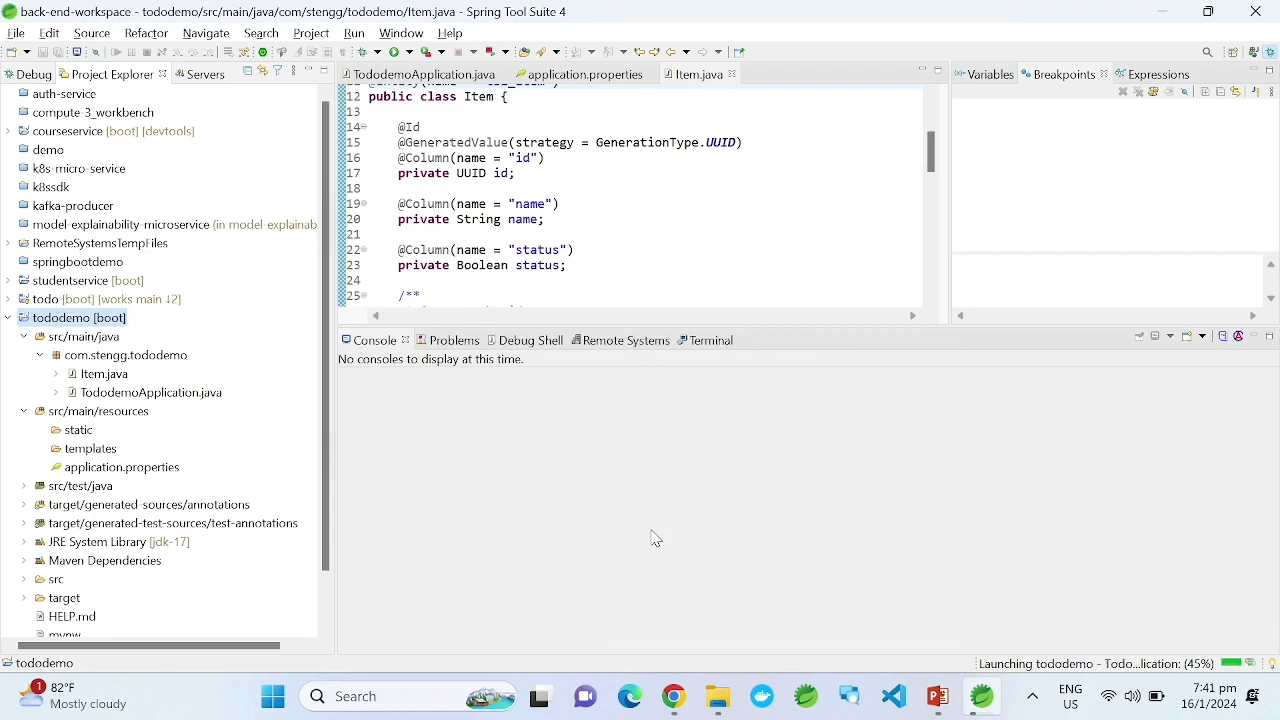 back-end-workspace - tododemo/src/main/java/com/stengg/tododemo/Item.java - Spring Tool Suite 4
File Edit Source Refactor Navigate Search Project Run Window Help
Debug Project Explorer Servers
auth-service
compute-3_workbench
courseservice [boot] [devtools]
demo
k8s-micro-service
k8ssdk
kafka-producer
model-explainability-microservice (in model-explainab
RemoteSystemsTempFiles
springbootdemo
studentservice [boot]
todo [boot] [works main ↓2]
tododemo [boot]
src/main/java
com.stengg.tododemo
Item.java
TododemoApplication.java
src/main/resources
static
templates
application.properties
src/test/java
target/generated-sources/annotations
target/generated-test-sources/test-annotations
JRE System Library [jdk-17]
Maven Dependencies
src
target
HELP.md
mvnw
TododemoApplication.java application.properties Item.java
12 public class Item {
13
14 @Id
15 @GeneratedValue(strategy = GenerationType.UUID)
16 @Column(name = "id")
17 private UUID id;
18
19 @Column(name = "name")
20 private String name;
21
22 @Column(name = "status")
23 private Boolean status;
24
25 /**
Variables Breakpoints Expressions
Console Problems Debug Shell Remote Systems Terminal
No consoles to display at this time.
tododemo
Launching tododemo - Todo...lication: (45%)
1
82°F
Mostly cloudy
Search
ENG
US
7:41 pm
16/1/2024